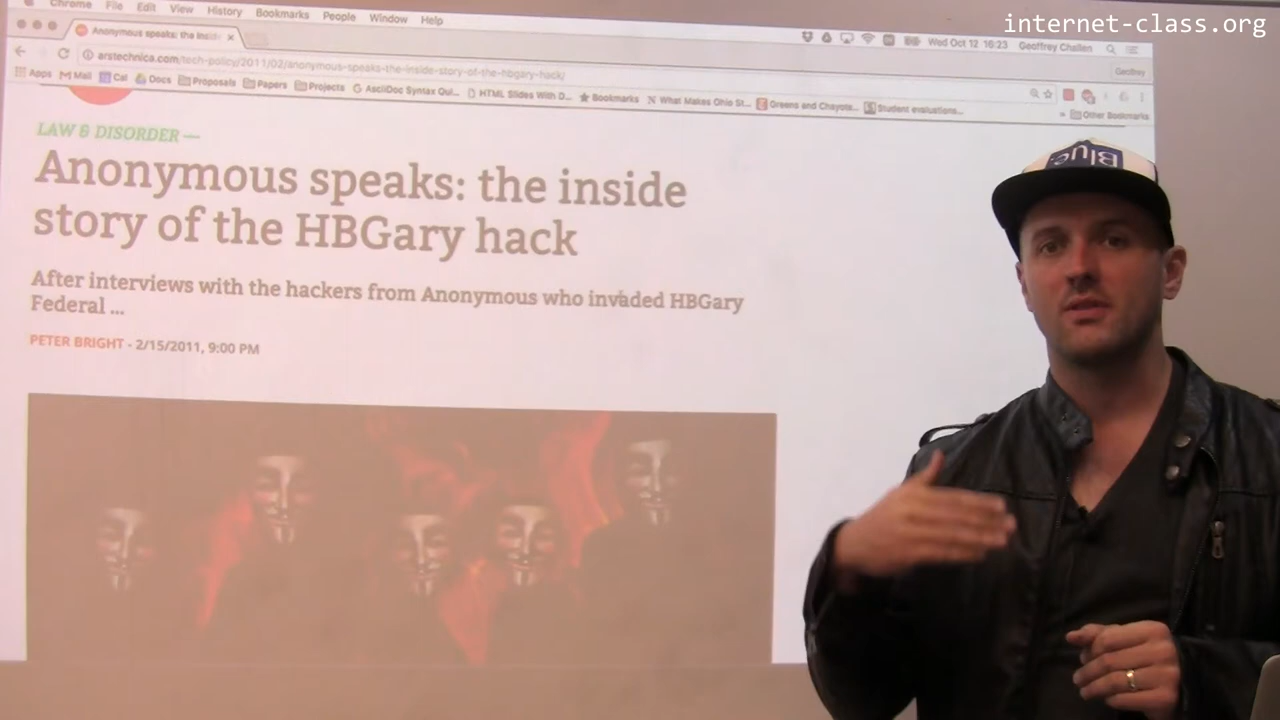 internet-class.org
Chrome File Edit View History Bookmarks People Window Help
Wed Oct 12 16:23 Geoffrey Challen
Anonymous speaks: the insid
Geoffrey
arstechnica.com/tech-policy/2011/02/anonymous-speaks-the-inside-story-of-the-hbgary-hack/
Apps Mail Cal Docs Proposals Papers Projects AsciiDoc Syntax Qui... HTML Slides With D... Bookmarks What Makes Ohio St... Greens and Chayote... Student evaluations...
» Other Bookmarks
LAW & DISORDER —
Anonymous speaks: the inside
story of the HBGary hack
After interviews with the hackers from Anonymous who invaded HBGary
Federal ...
PETER BRIGHT - 2/15/2011, 9:00 PM
Blue